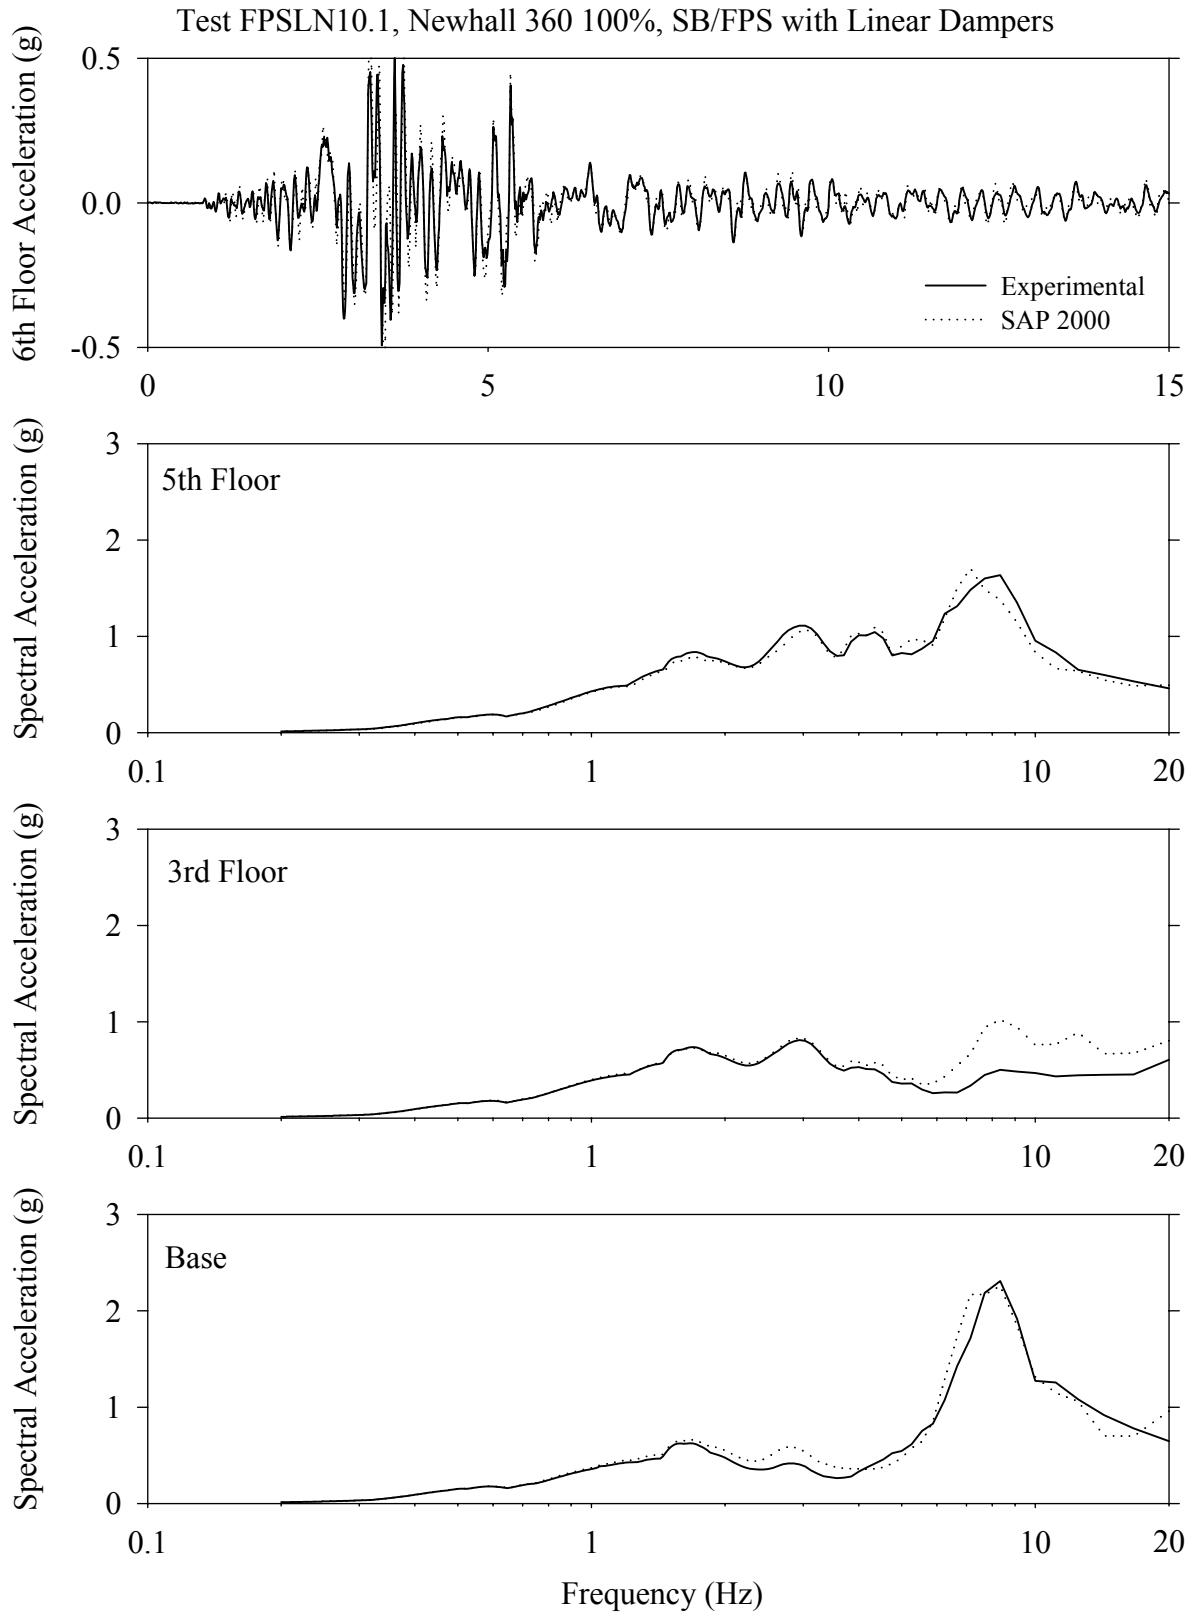 Test FPSLN10.1, Newhall 360 100%, SB/FPS with Linear Dampers
6th Floor Acceleration (g)
0.5
0.0
-0.5
Experimental
SAP 2000
0 5 10 15
Spectral Acceleration (g)
3
2
1
0
5th Floor
0.1 1 10 20
Spectral Acceleration (g)
3
2
1
0
3rd Floor
0.1 1 10 20
Spectral Acceleration (g)
3
2
1
0
Base
0.1 1 10 20
Frequency (Hz)